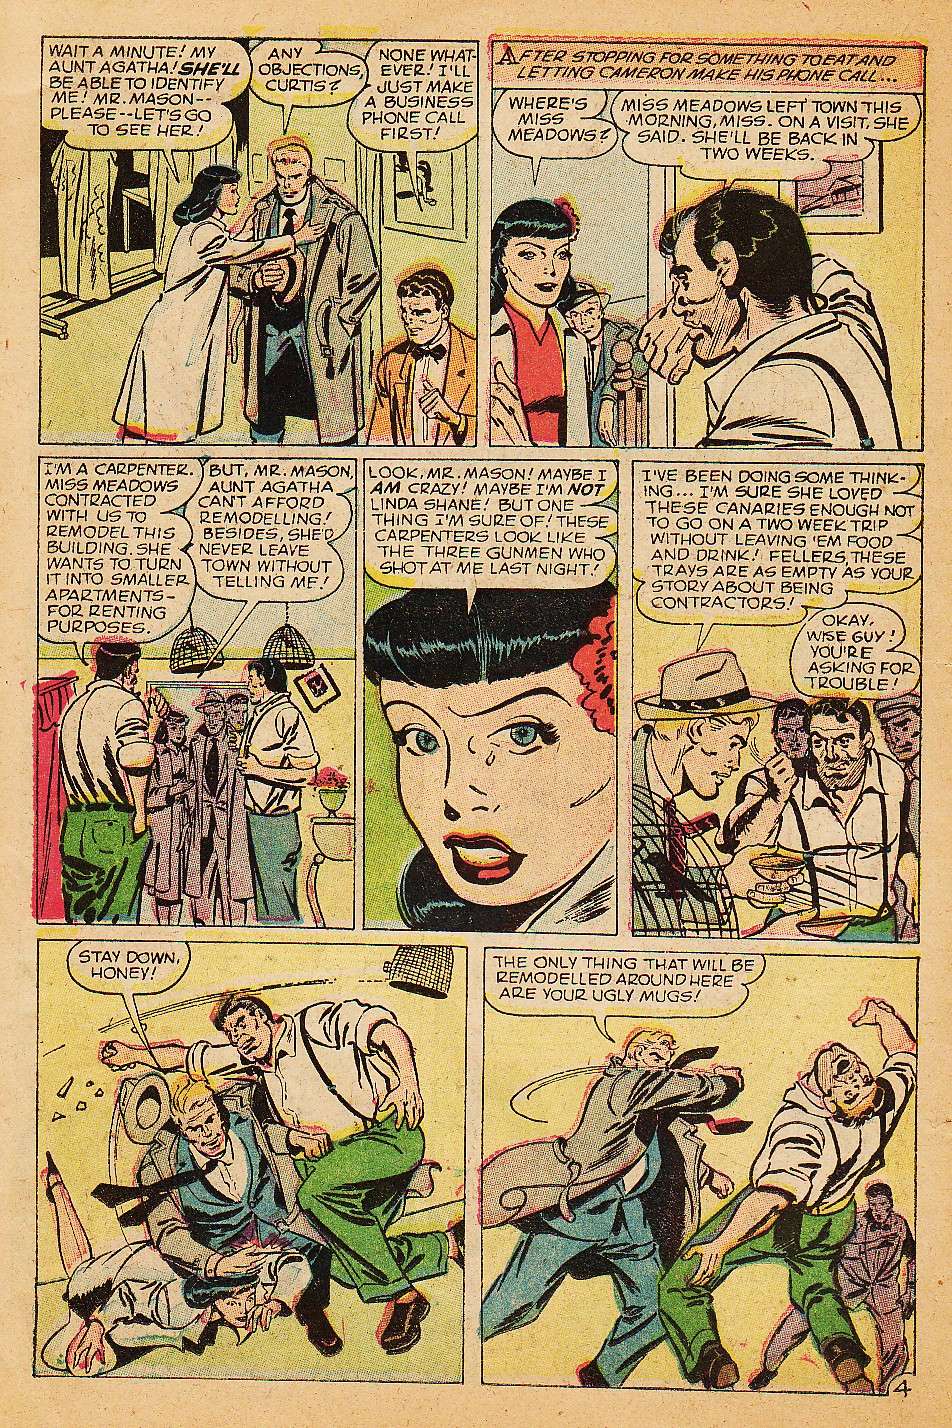 WAIT A MINUTE! MY
AUNT AGATHA! SHE'LL
BE ABLE TO IDENTIFY
ME! MR. MASON--
PLEASE--LET'S GO
TO SEE HER!
ANY
OBJECTIONS,
CURTIS?
NONE WHAT-
EVER! I'LL
JUST MAKE
A BUSINESS
PHONE CALL
FIRST!
AFTER STOPPING FOR SOMETHING TO EAT AND
LETTING CAMERON MAKE HIS PHONE CALL...
WHERE'S
MISS
MEADOWS?
MISS MEADOWS LEFT TOWN THIS
MORNING, MISS. ON A VISIT, SHE
SAID. SHE'LL BE BACK IN
TWO WEEKS.
I'M A CARPENTER.
MISS MEADOWS
CONTRACTED
WITH US TO
REMODEL THIS
BUILDING. SHE
WANTS TO TURN
IT INTO SMALLER
APARTMENTS-
FOR RENTING
PURPOSES.
BUT, MR. MASON,
AUNT AGATHA
CAN'T AFFORD
REMODELLING!
BESIDES, SHE'D
NEVER LEAVE
TOWN WITHOUT
TELLING ME!
LOOK, MR. MASON! MAYBE I
AM CRAZY! MAYBE I'M NOT
LINDA SHANE! BUT ONE
THING I'M SURE OF! THESE
CARPENTERS LOOK LIKE
THE THREE GUNMEN WHO
SHOT AT ME LAST NIGHT!
I'VE BEEN DOING SOME THINK-
ING... I'M SURE SHE LOVED
THESE CANARIES ENOUGH NOT
TO GO ON A TWO WEEK TRIP
WITHOUT LEAVING 'EM FOOD
AND DRINK! FELLERS, THESE
TRAYS ARE AS EMPTY AS YOUR
STORY ABOUT BEING
CONTRACTORS!
OKAY,
WISE GUY!
YOU'RE
ASKING FOR
TROUBLE!
STAY DOWN,
HONEY!
THE ONLY THING THAT WILL BE
REMODELLED AROUND HERE
ARE YOUR UGLY MUGS!
4